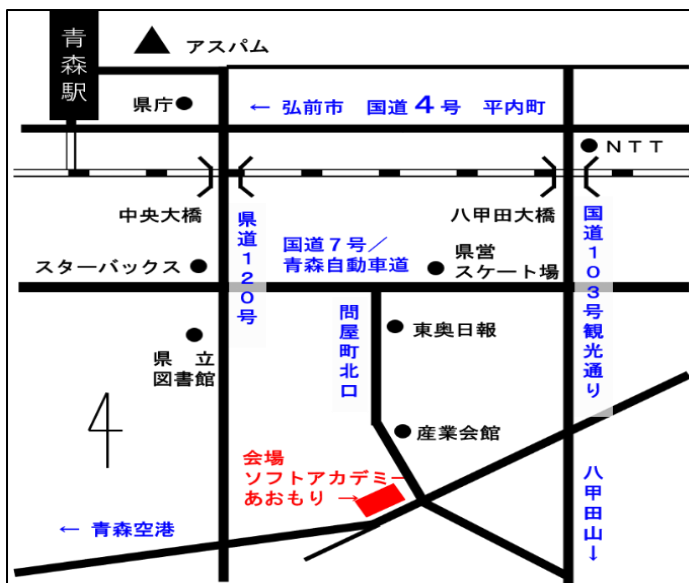 青森駅
アスパム
県庁
← 弘前市 国道4号 平内町
NTT
中央大橋
八甲田大橋
県道120号
国道103号観光通り
国道7号／
青森自動車道
県営
スケート場
スターバックス
問屋町北口
東奥日報
県 立
図書館
産業会館
会場
ソフトアカデミー
あおもり →
← 青森空港
八甲田山↓